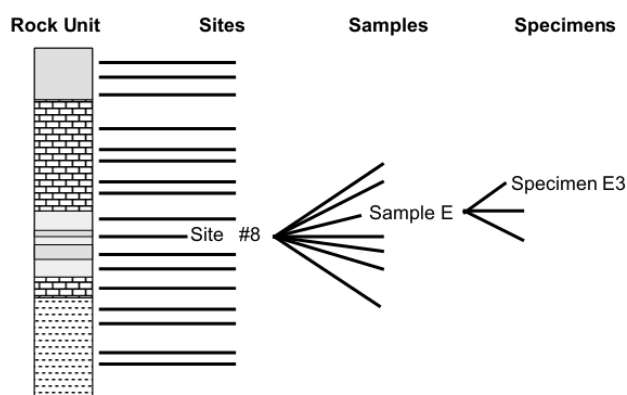 Rock Unit
Sites
Samples
Specimens
Specimen E3
Sample E
Site #8